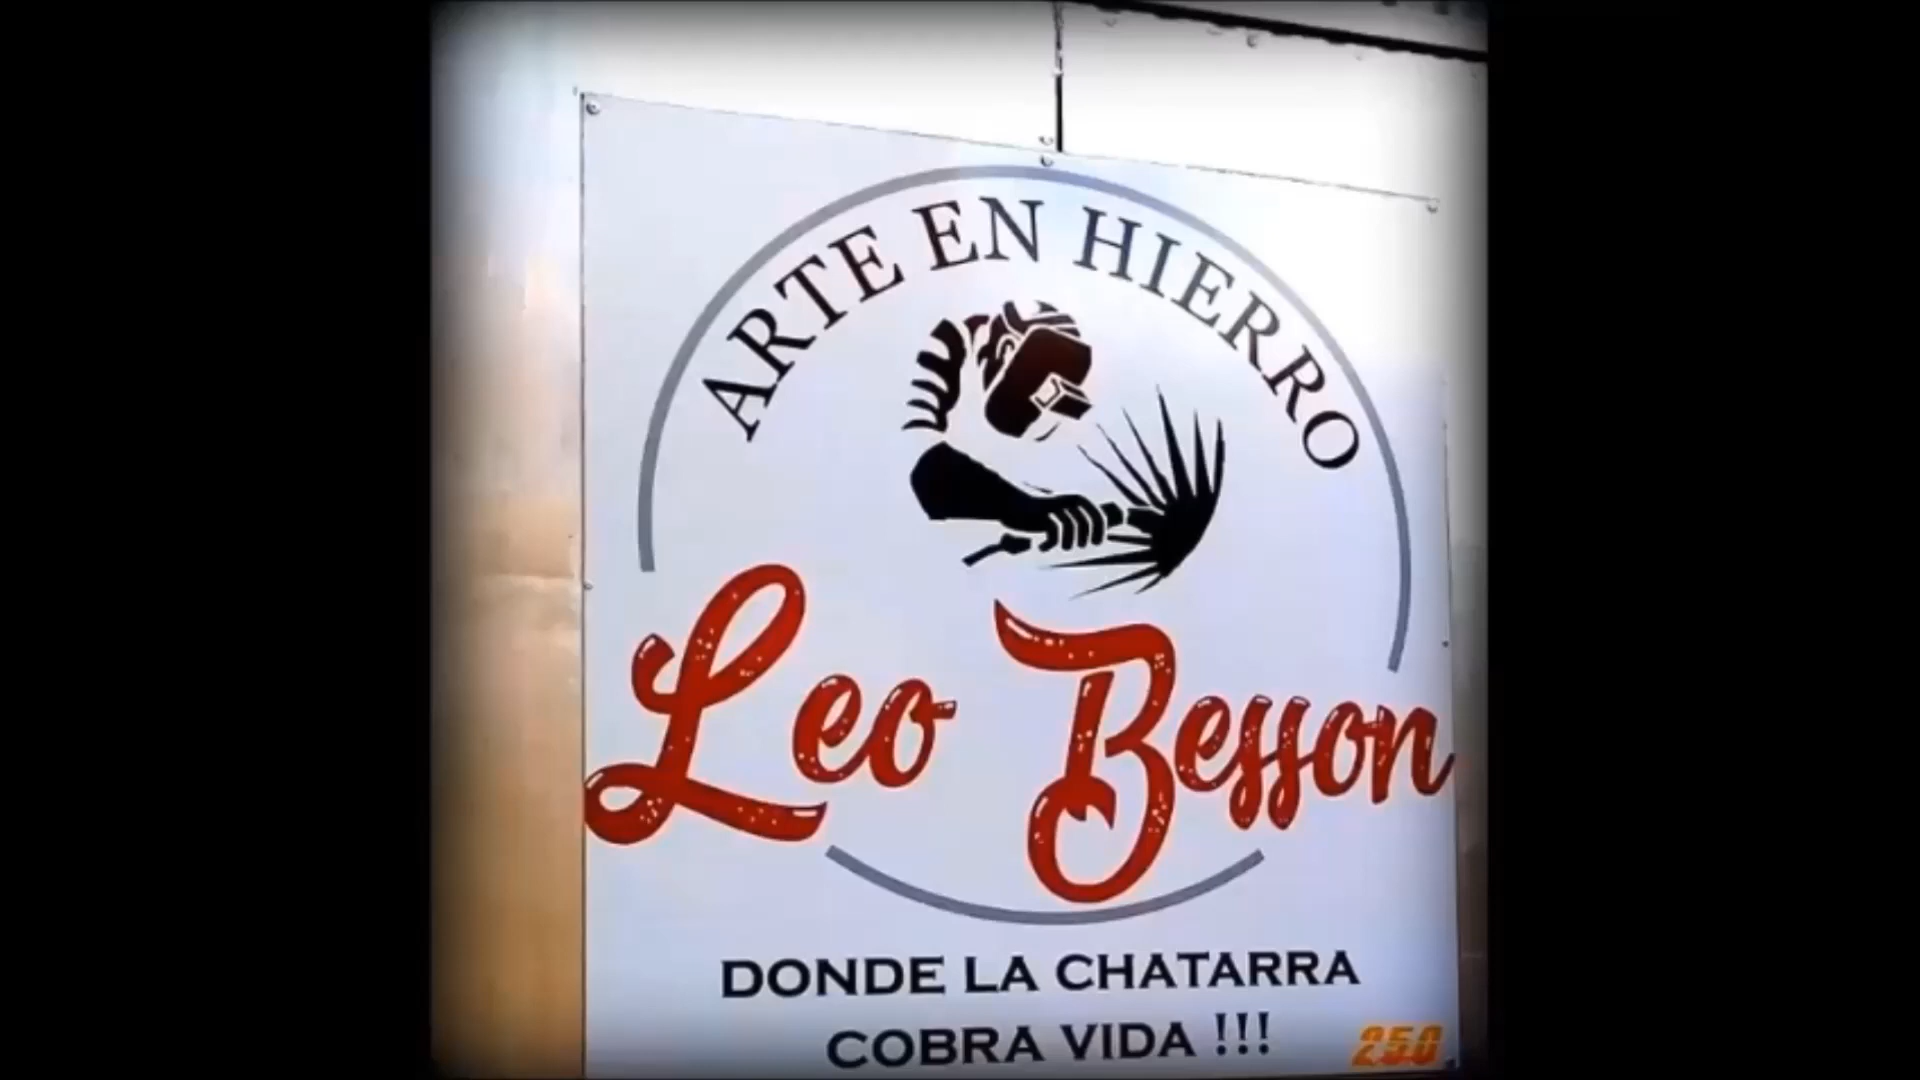 ARTE EN HIERRO
Leo Besson
DONDE LA CHATARRA
COBRA VIDA !!!
250